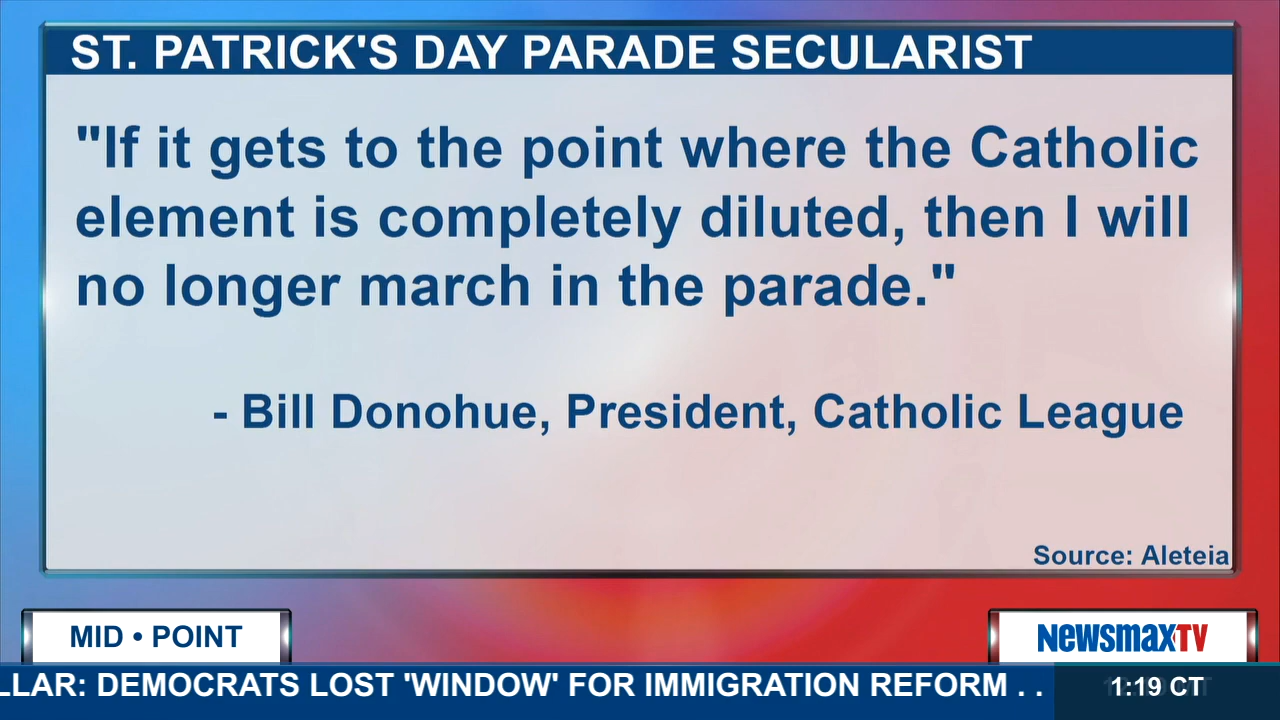 ST. PATRICK'S DAY PARADE SECULARIST
"If it gets to the point where the Catholic
element is completely diluted, then I will
no longer march in the parade."
- Bill Donohue, President, Catholic League
Source: Aleteia
MID • POINT
NEWSMAXTV
LLAR: DEMOCRATS LOST 'WINDOW' FOR IMMIGRATION REFORM . .
1:19 CT